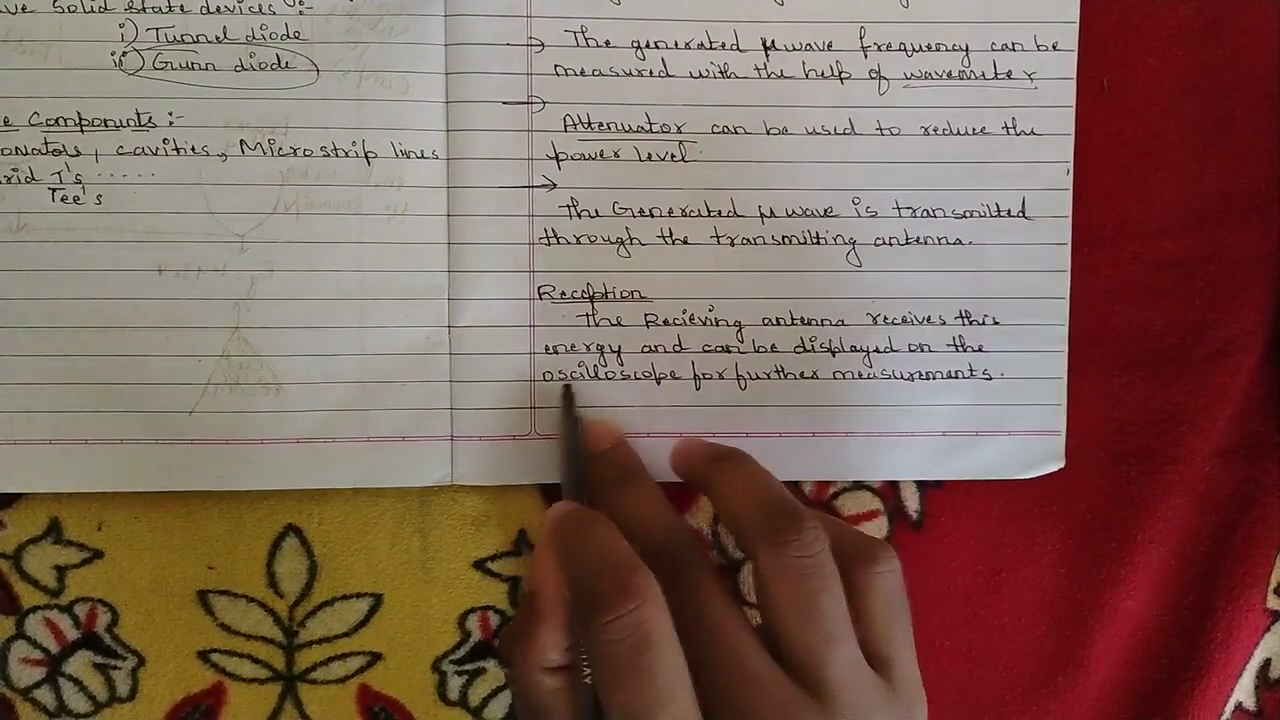 ve Solid state devices :-
i) Tunnel diode
ii) Gunn diode
e Components :-
onators, cavities, Microstrip lines
rid T's ......
Tee's
→ The generated μwave frequency can be
measured with the help of wavemeter
→ Attenuator can be used to reduce the
power level.
→ The Generated μ wave is transmitted
through the transmitting antenna.
Reception
The Recieving antenna receives this
energy and can be displayed on the
oscilloscope for further measurements.